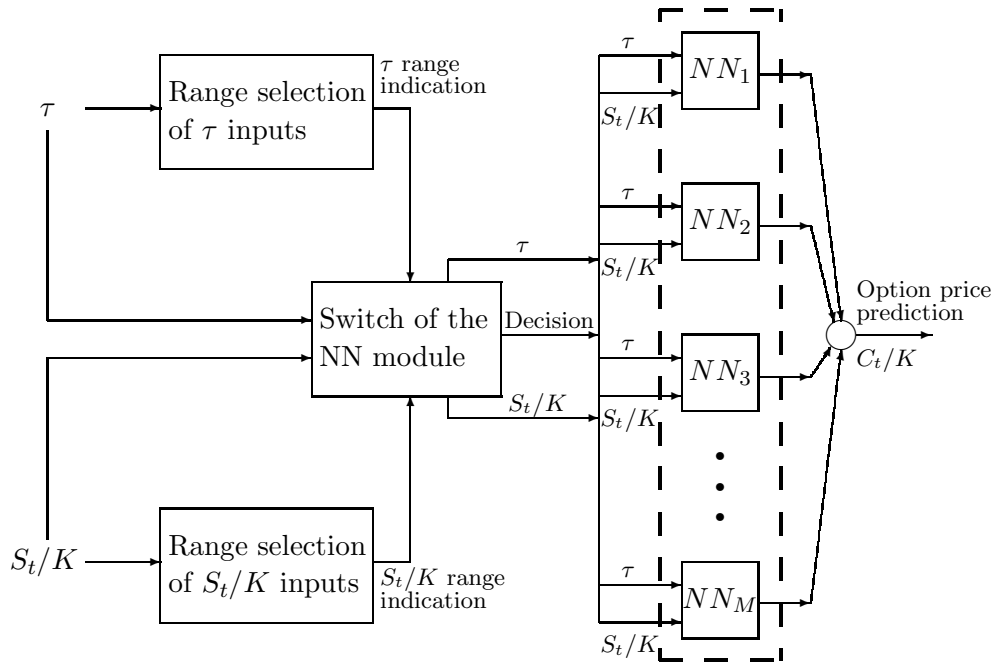 τ
Range selection
of τ inputs
τ range
indication
Switch of the
NN module
τ
Decision
S_t/K
S_t/K
Range selection
of S_t/K inputs
S_t/K range
indication
τ
S_t/K
NN_1
τ
S_t/K
NN_2
τ
S_t/K
NN_3
τ
S_t/K
NN_M
Option price
prediction
C_t/K